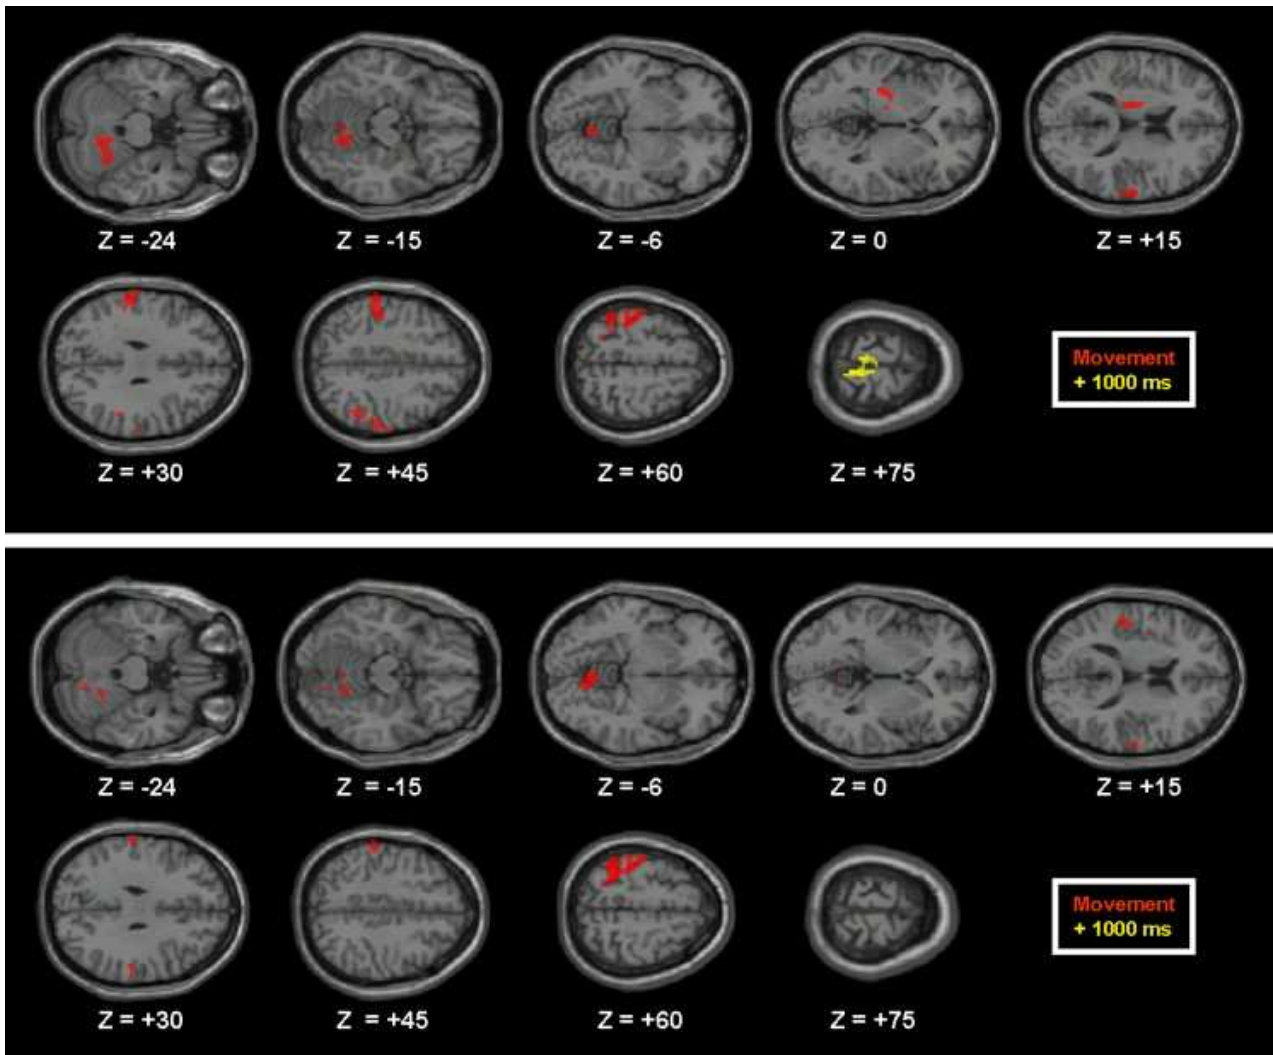 Z = -24
Z = -15
Z = -6
Z = 0
Z = +15
Z = +30
Z = +45
Z = +60
Z = +75
Movement
+ 1000 ms
Z = -24
Z = -15
Z = -6
Z = 0
Z = +15
Z = +30
Z = +45
Z = +60
Z = +75
Movement
+ 1000 ms